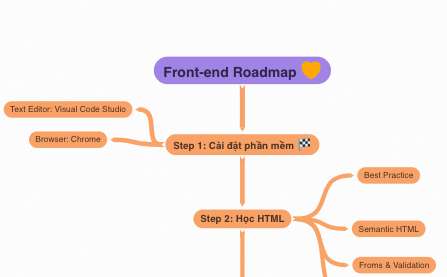 Front-end Roadmap 🧡
Text Editor: Visual Code Studio
Browser: Chrome
Step 1: Cài đặt phần mềm 🏁
Step 2: Học HTML
Best Practice
Semantic HTML
Froms & Validation